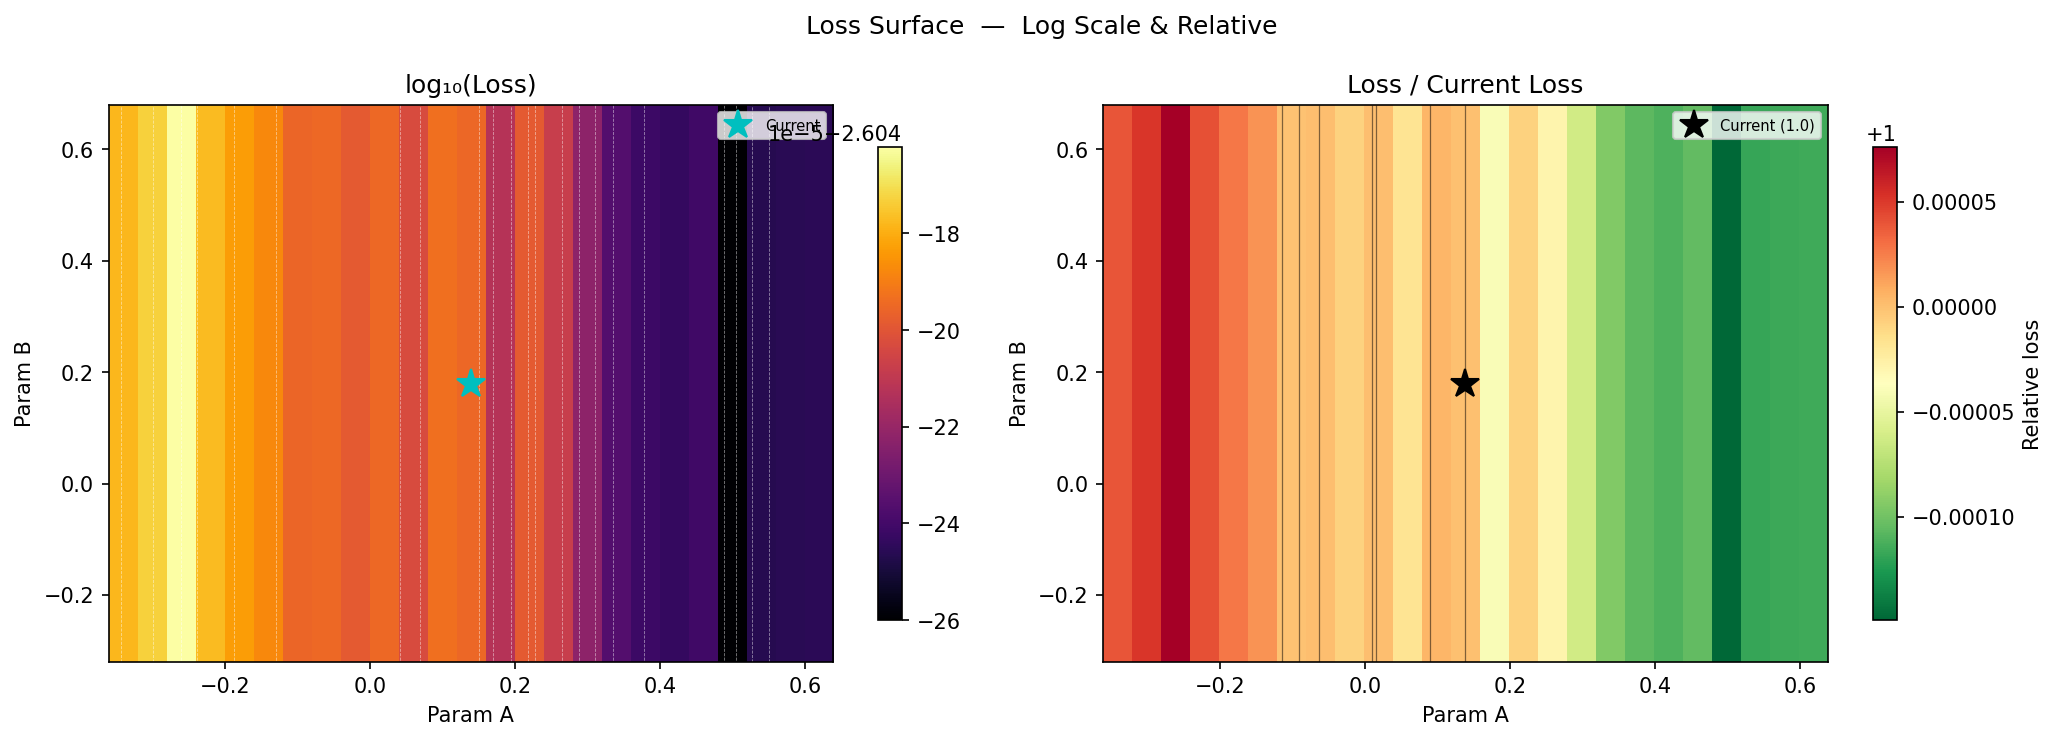 Loss Surface — Log Scale & Relative
log₁₀(Loss)
Current
1e−5−2.604
0.6
0.4
0.2
0.0
−0.2
Param B
−0.2
0.0
0.2
0.4
0.6
Param A
−18
−20
−22
−24
−26
Loss / Current Loss
Current (1.0)
0.6
0.4
0.2
0.0
−0.2
Param B
−0.2
0.0
0.2
0.4
0.6
Param A
+1
0.00005
0.00000
−0.00005
−0.00010
Relative loss